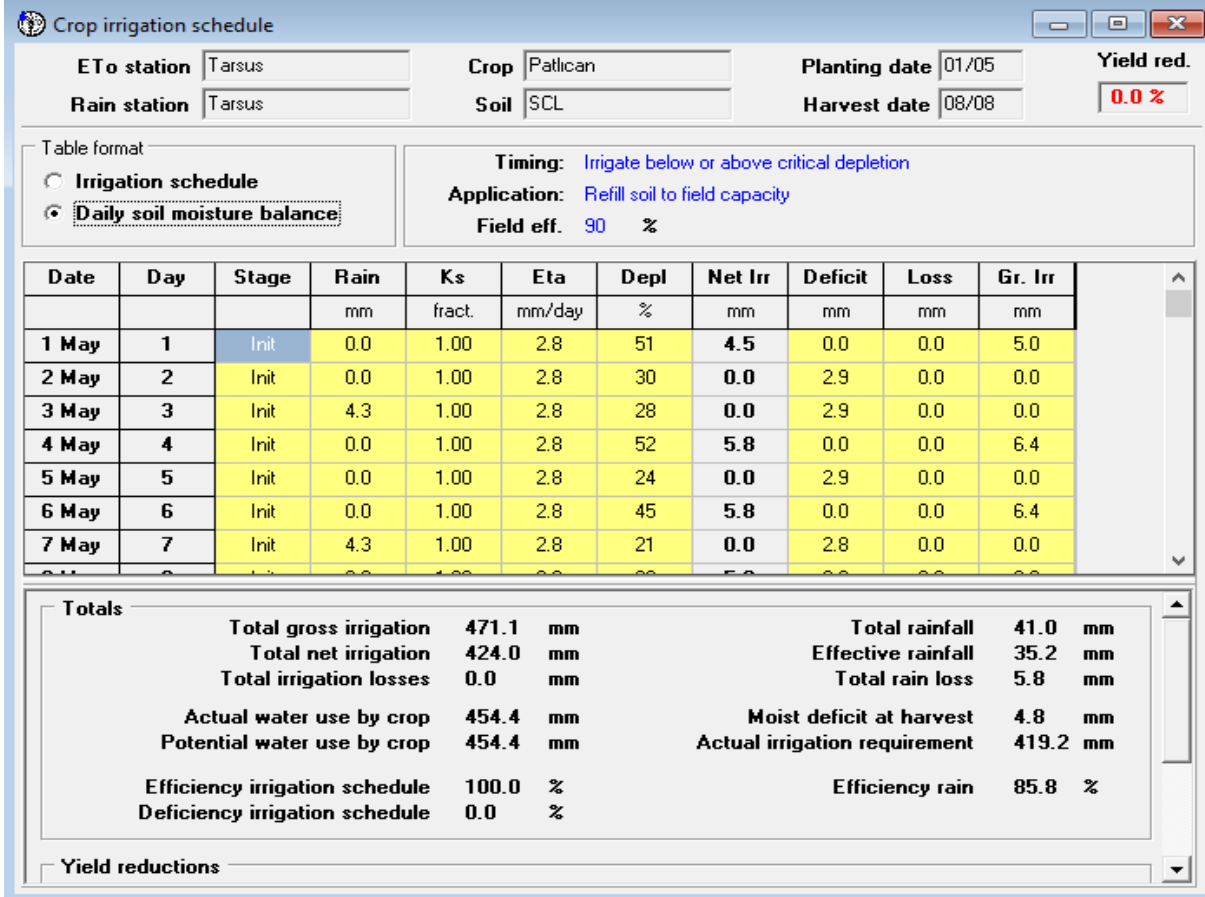 Crop irrigation schedule
ETo station Tarsus Crop Patlıcan Planting date 01/05 Yield red.
Rain station Tarsus Soil SCL Harvest date 08/08 0.0 %
Table format
Irrigation schedule
Daily soil moisture balance
Timing: Irrigate below or above critical depletion
Application: Refill soil to field capacity
Field eff. 90 %
Date Day Stage Rain Ks Eta Depl Net Irr Deficit Loss Gr. Irr
mm fract. mm/day % mm mm mm mm
1 May 1 Init 0.0 1.00 2.8 51 4.5 0.0 0.0 5.0
2 May 2 Init 0.0 1.00 2.8 30 0.0 2.9 0.0 0.0
3 May 3 Init 4.3 1.00 2.8 28 0.0 2.9 0.0 0.0
4 May 4 Init 0.0 1.00 2.8 52 5.8 0.0 0.0 6.4
5 May 5 Init 0.0 1.00 2.8 24 0.0 2.9 0.0 0.0
6 May 6 Init 0.0 1.00 2.8 45 5.8 0.0 0.0 6.4
7 May 7 Init 4.3 1.00 2.8 21 0.0 2.8 0.0 0.0
Totals
Total gross irrigation 471.1 mm Total rainfall 41.0 mm
Total net irrigation 424.0 mm Effective rainfall 35.2 mm
Total irrigation losses 0.0 mm Total rain loss 5.8 mm
Actual water use by crop 454.4 mm Moist deficit at harvest 4.8 mm
Potential water use by crop 454.4 mm Actual irrigation requirement 419.2 mm
Efficiency irrigation schedule 100.0 % Efficiency rain 85.8 %
Deficiency irrigation schedule 0.0 %
Yield reductions